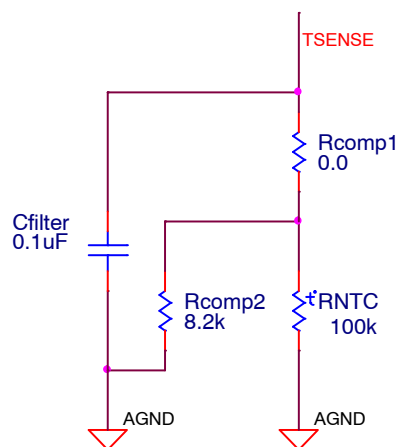 TSENSE
Rcomp1
0.0
Cfilter
0.1uF
Rcomp2
8.2k
t° RNTC
100k
AGND
AGND